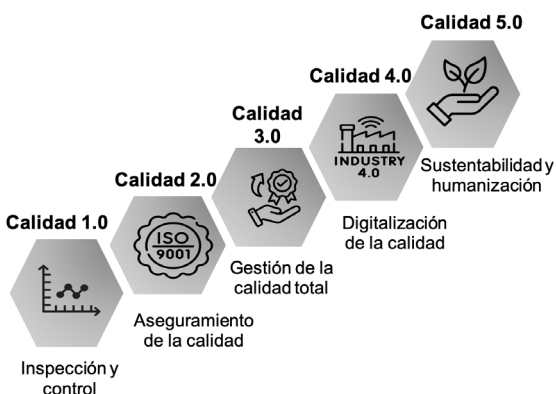 Calidad 1.0
Inspección y
control
Calidad 2.0
ISO
9001
Aseguramiento
de la calidad
Calidad
3.0
Gestión de la
calidad total
Calidad 4.0
INDUSTRY
4.0
Digitalización
de la calidad
Calidad 5.0
Sustentabilidad y
humanización